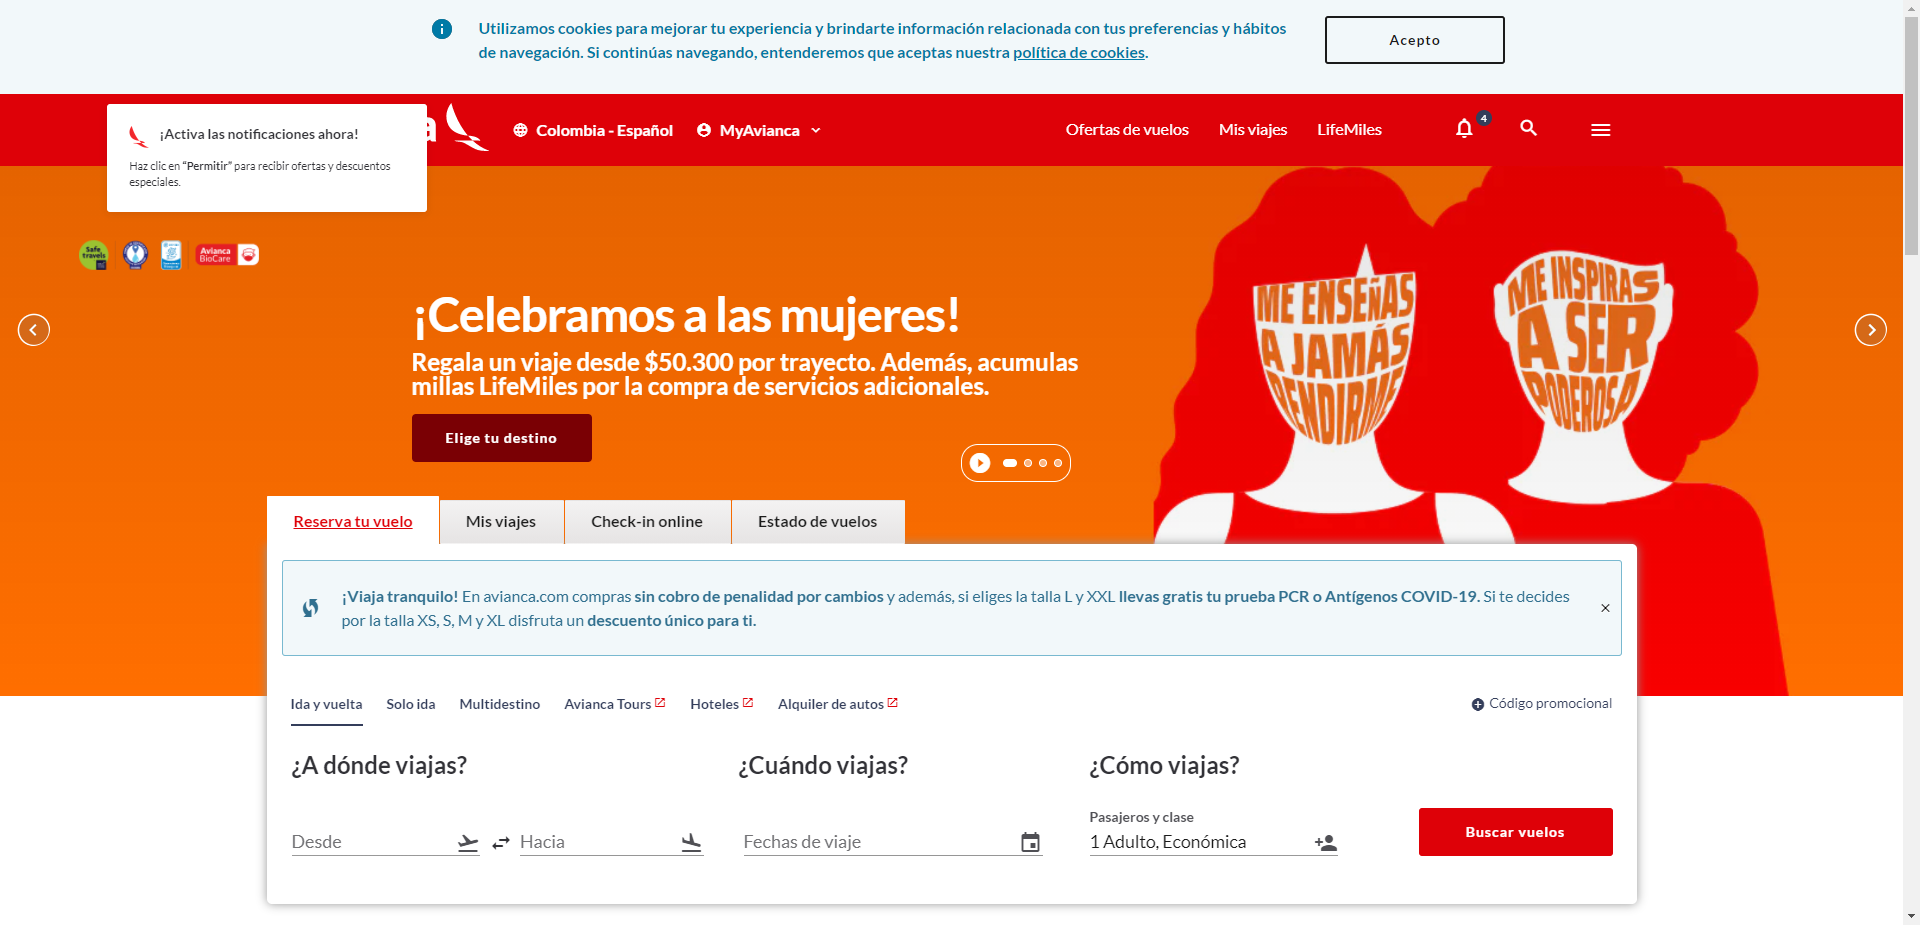 Utilizamos cookies para mejorar tu experiencia y brindarte información relacionada con tus preferencias y hábitos
de navegación. Si continúas navegando, entenderemos que aceptas nuestra política de cookies.
Acepto
¡Activa las notificaciones ahora!
Haz clic en “Permitir” para recibir ofertas y descuentos
especiales.
a
Colombia - Español
MyAvianca
Ofertas de vuelos
Mis viajes
LifeMiles
4
Safe
travels
Avianca
BioCare
¡Celebramos a las mujeres!
Regala un viaje desde $50.300 por trayecto. Además, acumulas
millas LifeMiles por la compra de servicios adicionales.
Elige tu destino
ME ENSEÑAS
A JAMÁS
RENDIRME
ME INSPIRAS
A SER
PODEROSA
Reserva tu vuelo
Mis viajes
Check-in online
Estado de vuelos
¡Viaja tranquilo! En avianca.com compras sin cobro de penalidad por cambios y además, si eliges la talla L y XXL llevas gratis tu prueba PCR o Antígenos COVID-19. Si te decides
por la talla XS, S, M y XL disfruta un descuento único para ti.
Ida y vuelta
Solo ida
Multidestino
Avianca Tours
Hoteles
Alquiler de autos
Código promocional
¿A dónde viajas?
¿Cuándo viajas?
¿Cómo viajas?
Pasajeros y clase
Desde
Hacia
Fechas de viaje
1 Adulto, Económica
Buscar vuelos